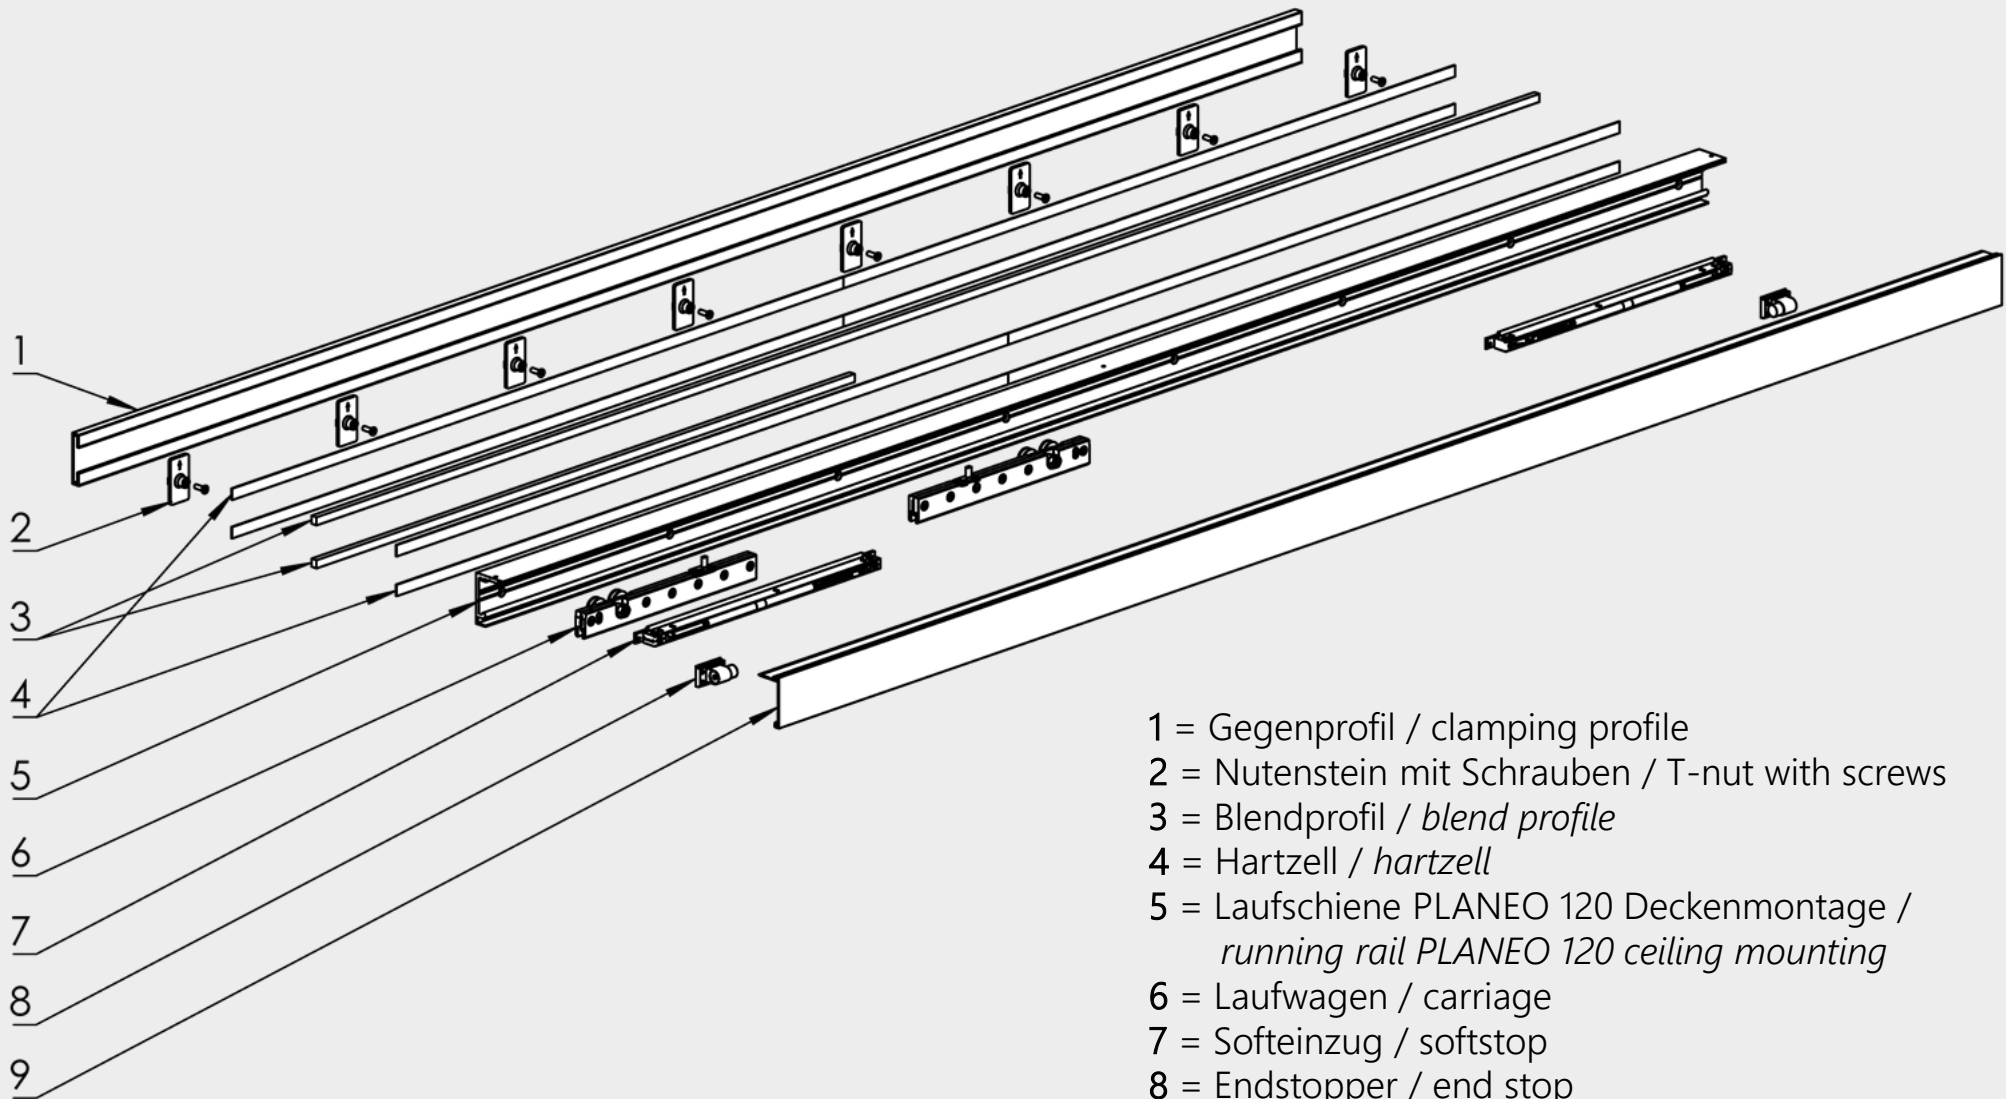 1
2
3
4
5
6
7
8
9
1 = Gegenprofil / clamping profile
2 = Nutenstein mit Schrauben / T-nut with screws
3 = Blendprofil / blend profile
4 = Hartzell / hartzell
5 = Laufschiene PLANEO 120 Deckenmontage /
running rail PLANEO 120 ceiling mounting
6 = Laufwagen / carriage
7 = Softeinzug / softstop
8 = Endstopper / end stop